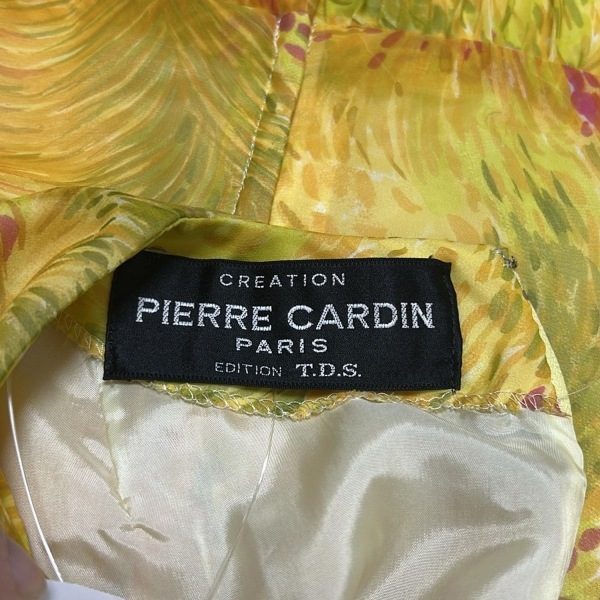 CREATION
PIERRE CARDIN
PARIS
EDITION T.D.S.